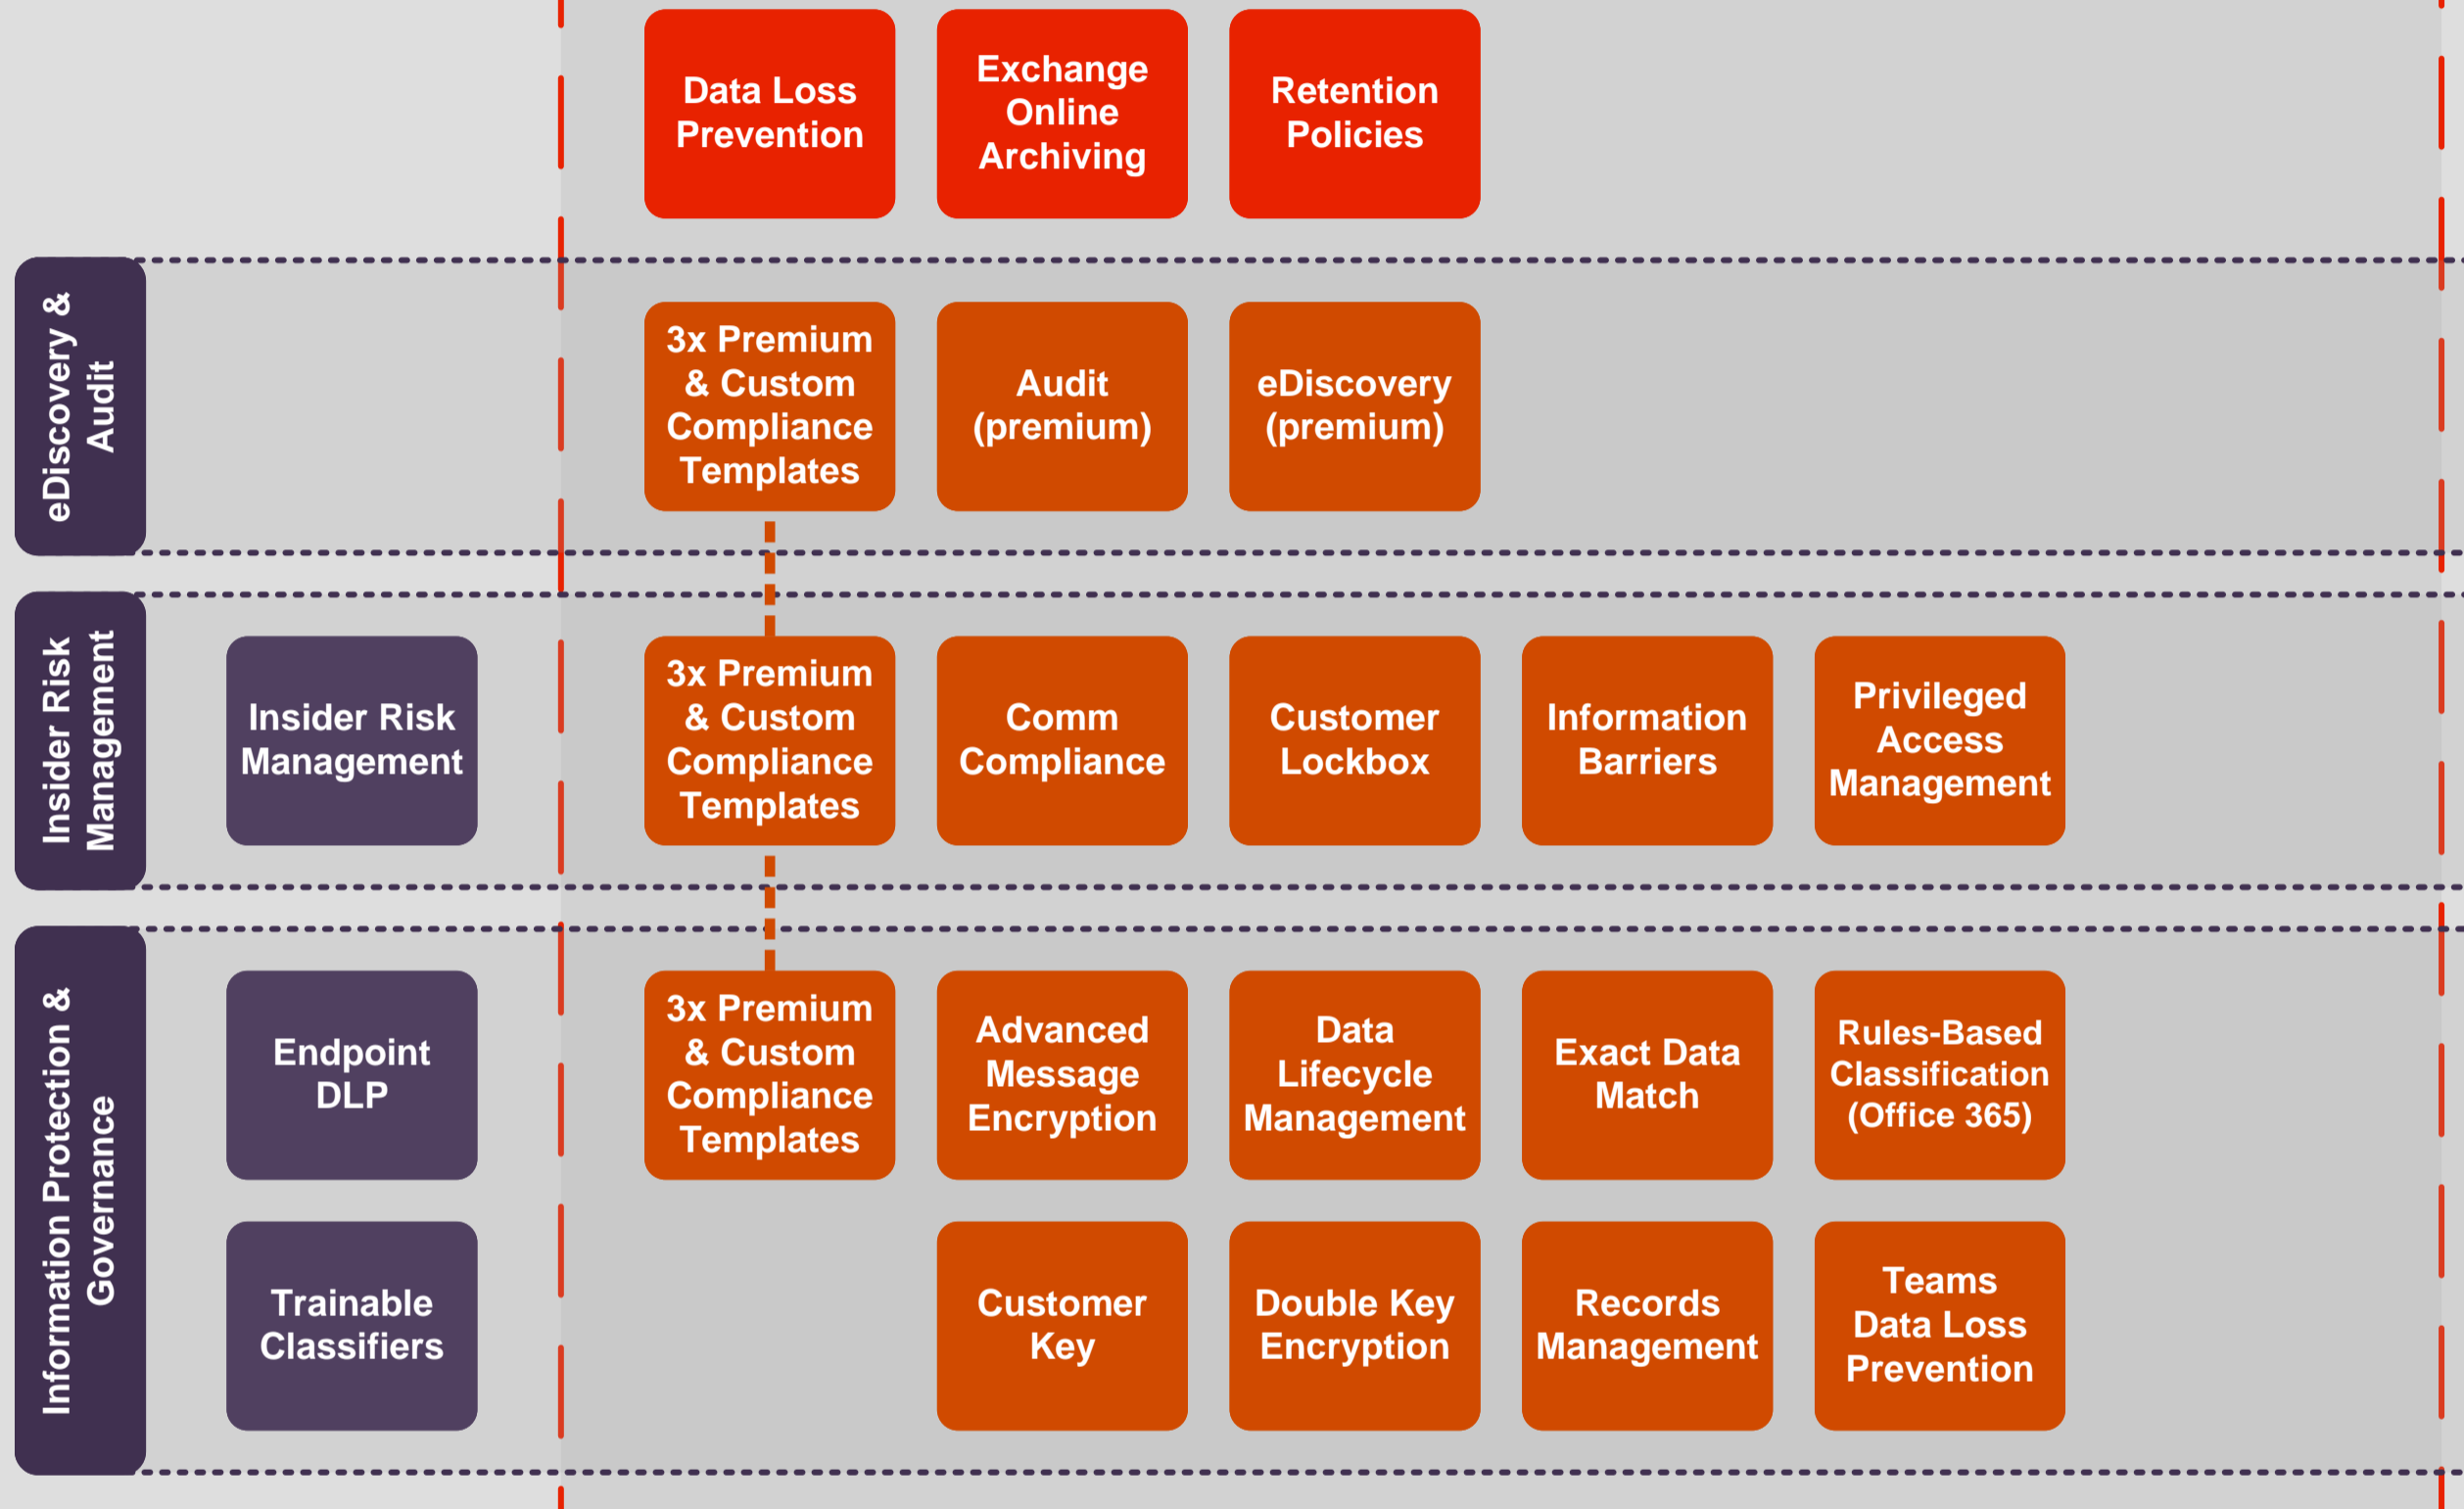 Data Loss
Prevention
Exchange
Online
Archiving
Retention
Policies
eDiscovery &
Audit
3x Premium
& Custom
Compliance
Templates
Audit
(premium)
eDiscovery
(premium)
Insider Risk
Management
Insider Risk
Management
3x Premium
& Custom
Compliance
Templates
Comm
Compliance
Customer
Lockbox
Information
Barriers
Privileged
Access
Management
Information Protection &
Governance
Endpoint
DLP
3x Premium
& Custom
Compliance
Templates
Advanced
Message
Encryption
Data
Lifecycle
Management
Exact Data
Match
Rules-Based
Classification
(Office 365)
Trainable
Classifiers
Customer
Key
Double Key
Encryption
Records
Management
Teams
Data Loss
Prevention